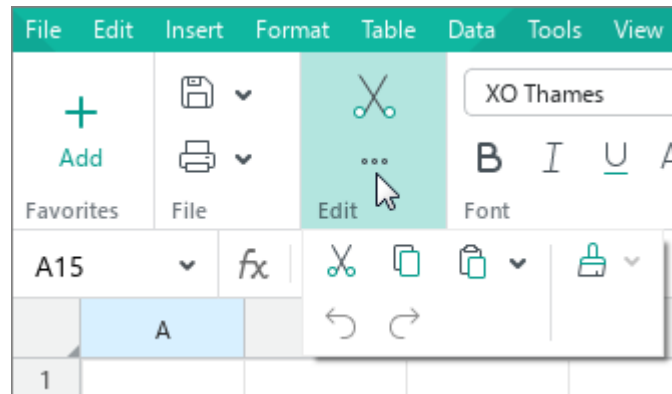 File Edit Insert Format Table Data Tools View
XO Thames
Add
B I U
Favorites File Edit Font
A15 fx
A
1